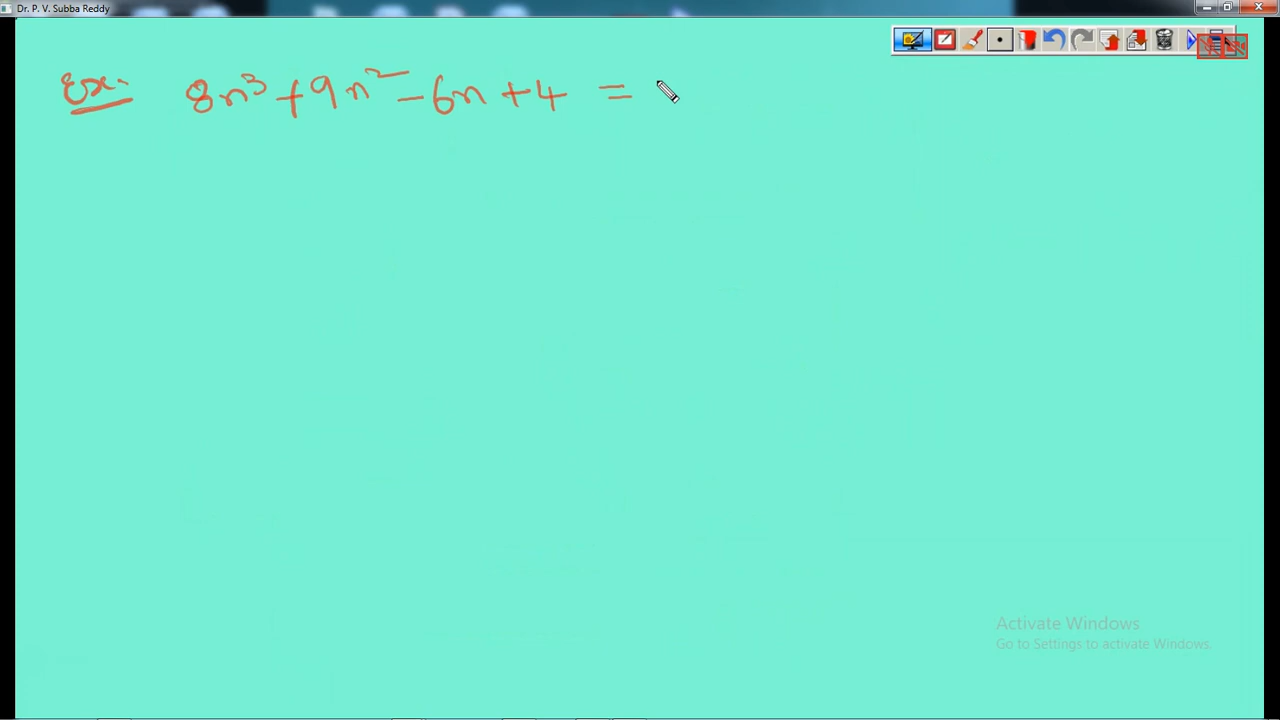 Dr. P. V. Subba Reddy
Ex:- 8n³ + 9n² - 6n + 4 =
Activate Windows
Go to Settings to activate Windows.